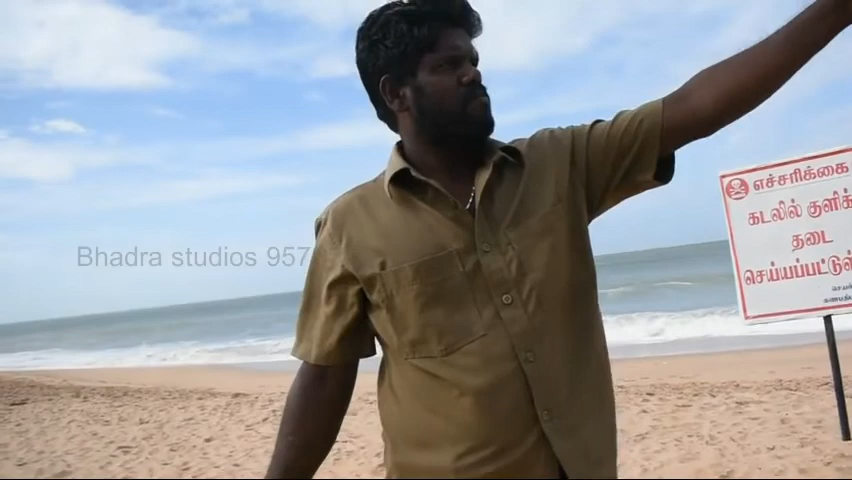 Bhadra studios 957
எச்சரிக்கை
கடலில் குளிக்
தடை
செய்யப்பட்டுள்